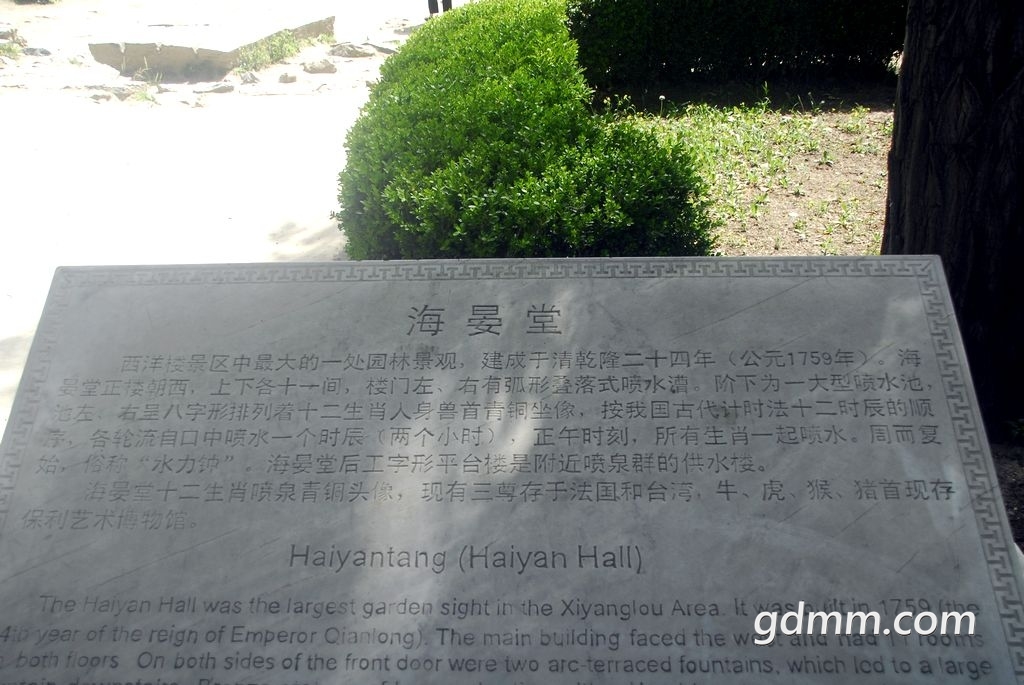 海晏堂
西洋楼景区中最大的一处园林景观，建成于清乾隆二十四年（公元1759年）。海
晏堂正楼朝西，上下各十一间，楼门左、右有弧形叠落式喷水漕。阶下为一大型喷水池，
池左、右呈八字形排列着十二生肖人身兽首青铜坐像，按我国古代计时法十二时辰的顺
序，各轮流自口中喷水一个时辰（两个小时），正午时刻，所有生肖一起喷水。周而复
始，俗称“水力钟”。海晏堂后工字形平台楼是附近喷泉群的供水楼。
海晏堂十二生肖喷泉青铜头像，现有三尊存于法国和台湾，牛、虎、猴、猪首现存
保利艺术博物馆。
Haiyantang (Haiyan Hall)
The Haiyan Hall was the largest garden sight in the Xiyanglou Area. It was built in 1759 (the
4th year of the reign of Emperor Qianlong). The main building faced the west and had 11 rooms
both floors. On both sides of the front door were two arc-terraced fountains, which led to a large
gdmm.com